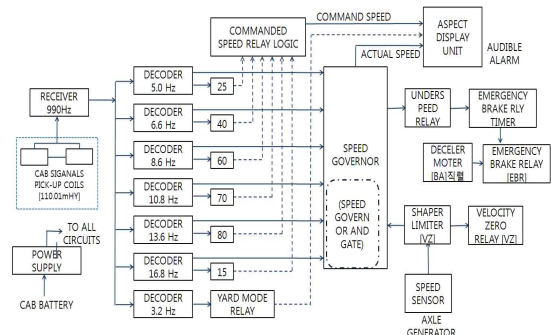 COMMANDED
SPEED RELAY LOGIC
COMMAND SPEED
ACTUAL SPEED
ASPECT
DISPLAY
UNIT
AUDIBLE
ALARM
RECEIVER
990Hz
CAB SIGANALS
PICK-UP COILS
[110.01mHY]
TO ALL
CIRCUITS
POWER
SUPPLY
CAB BATTERY
DECODER
5.0 Hz
25
DECODER
6.6 Hz
40
DECODER
8.6 Hz
60
DECODER
10.8 Hz
70
DECODER
13.6 Hz
80
DECODER
16.8 Hz
15
DECODER
3.2 Hz
YARD MODE
RELAY
SPEED
GOVERNOR
(SPEED
GOVERN
OR AND
GATE)
UNDERS
PEED
RELAY
EMERGENCY
BRAKE RLY
TIMER
DECELER
MOTER
[BA]직렬
EMERGENCY
BRAKE RELAY
[EBR]
SHAPER
LIMITER
[VZ]
VELOCITY
ZERO
RELAY [VZ]
SPEED
SENSOR
AXLE
GENERATOR